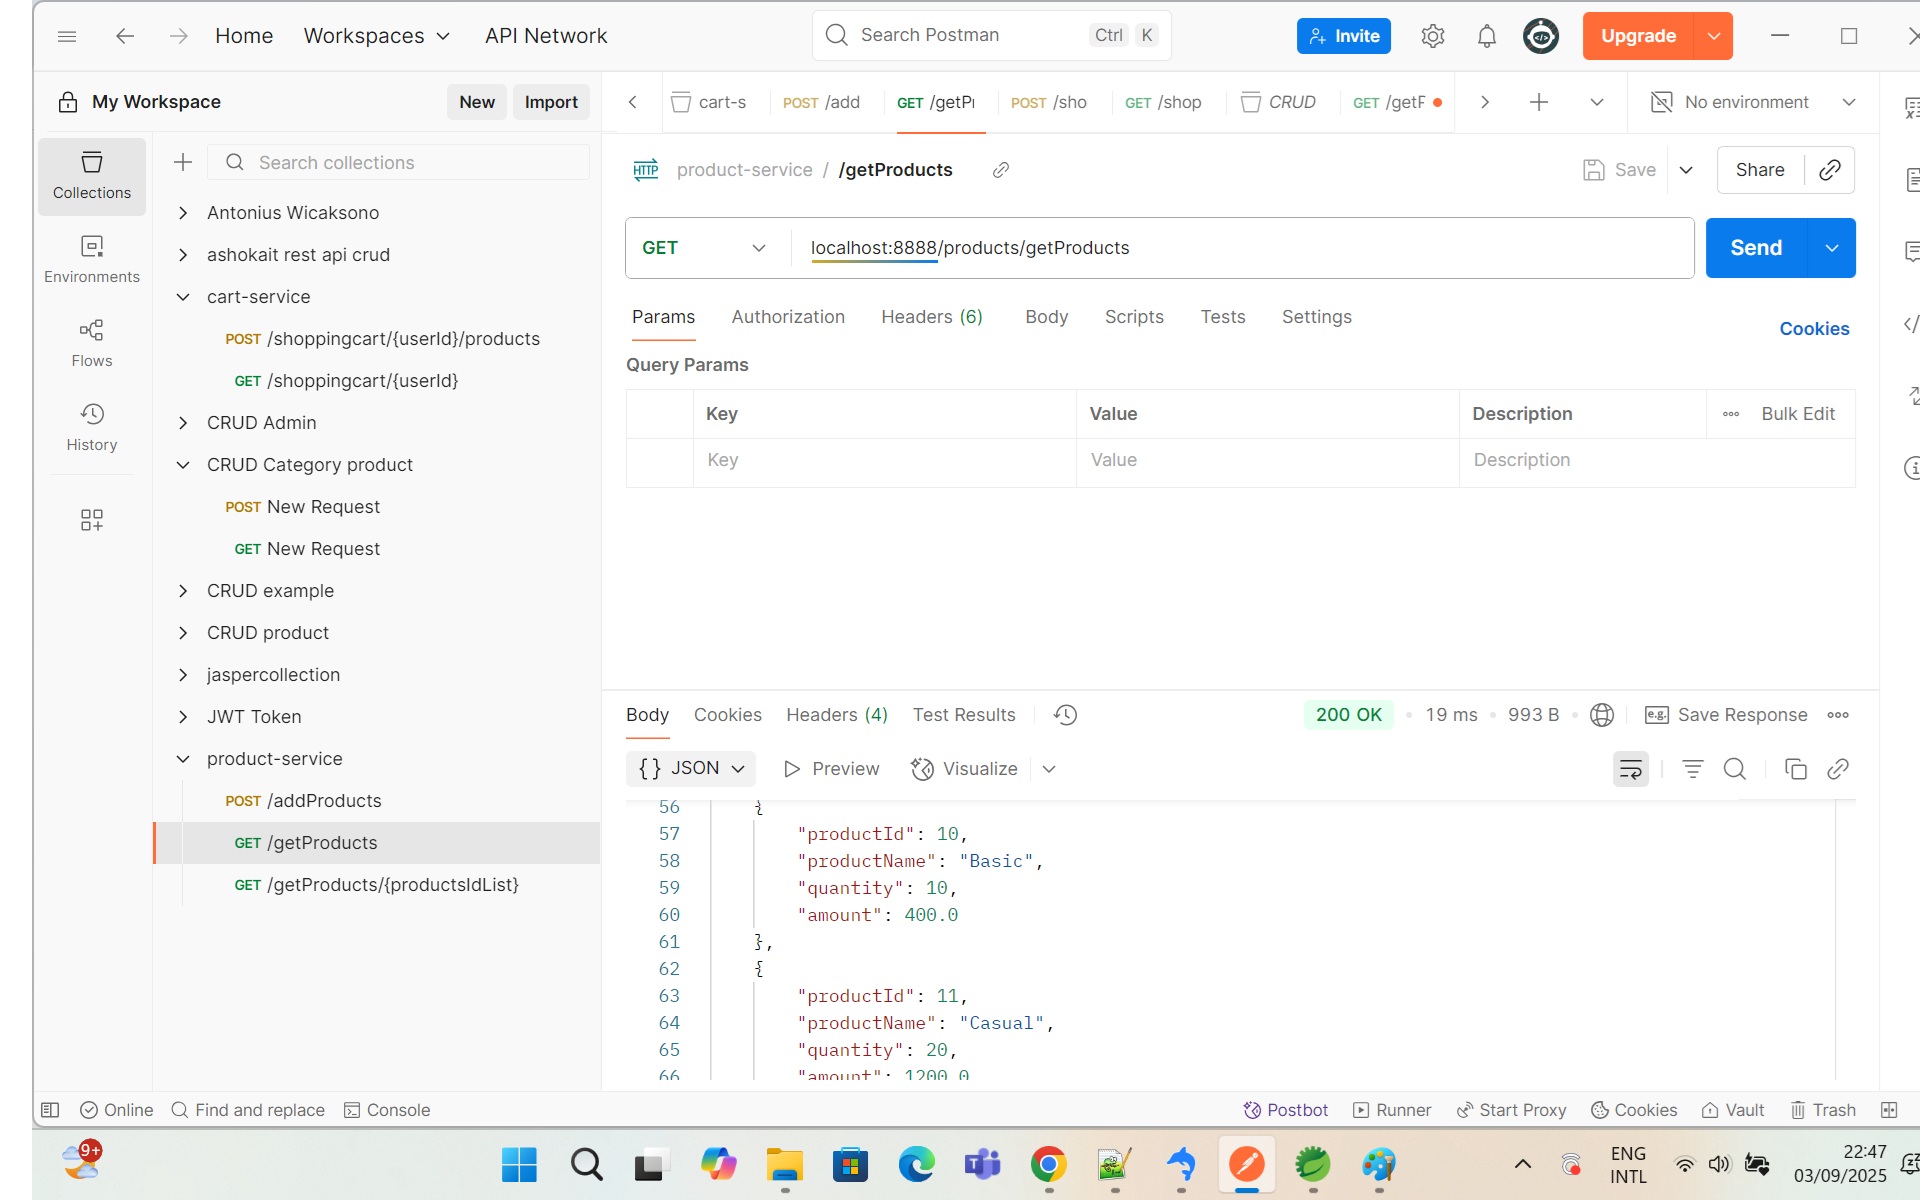 Home Workspaces API Network Search Postman Ctrl K Invite Upgrade
My Workspace New Import cart-s POST /add GET /getPr POST /sho GET /shop CRUD GET /getF No environment
Collections
Environments
Flows
History
Search collections
Antonius Wicaksono
ashokait rest api crud
cart-service
POST /shoppingcart/{userId}/products
GET /shoppingcart/{userId}
CRUD Admin
CRUD Category product
POST New Request
GET New Request
CRUD example
CRUD product
jaspercollection
JWT Token
product-service
POST /addProducts
GET /getProducts
GET /getProducts/{productsIdList}
HTTP product-service / /getProducts Save Share
GET localhost:8888/products/getProducts Send
Params Authorization Headers (6) Body Scripts Tests Settings Cookies
Query Params
Key Value Description Bulk Edit
Key Value Description
Body Cookies Headers (4) Test Results 200 OK 19 ms 993 B e.g. Save Response
{} JSON Preview Visualize
56 {
57 "productId": 10,
58 "productName": "Basic",
59 "quantity": 10,
60 "amount": 400.0
61 },
62 {
63 "productId": 11,
64 "productName": "Casual",
65 "quantity": 20,
66 "amount": 1200.0
Online Find and replace Console Postbot Runner Start Proxy Cookies Vault Trash
9+ ENG INTL 22:47
03/09/2025